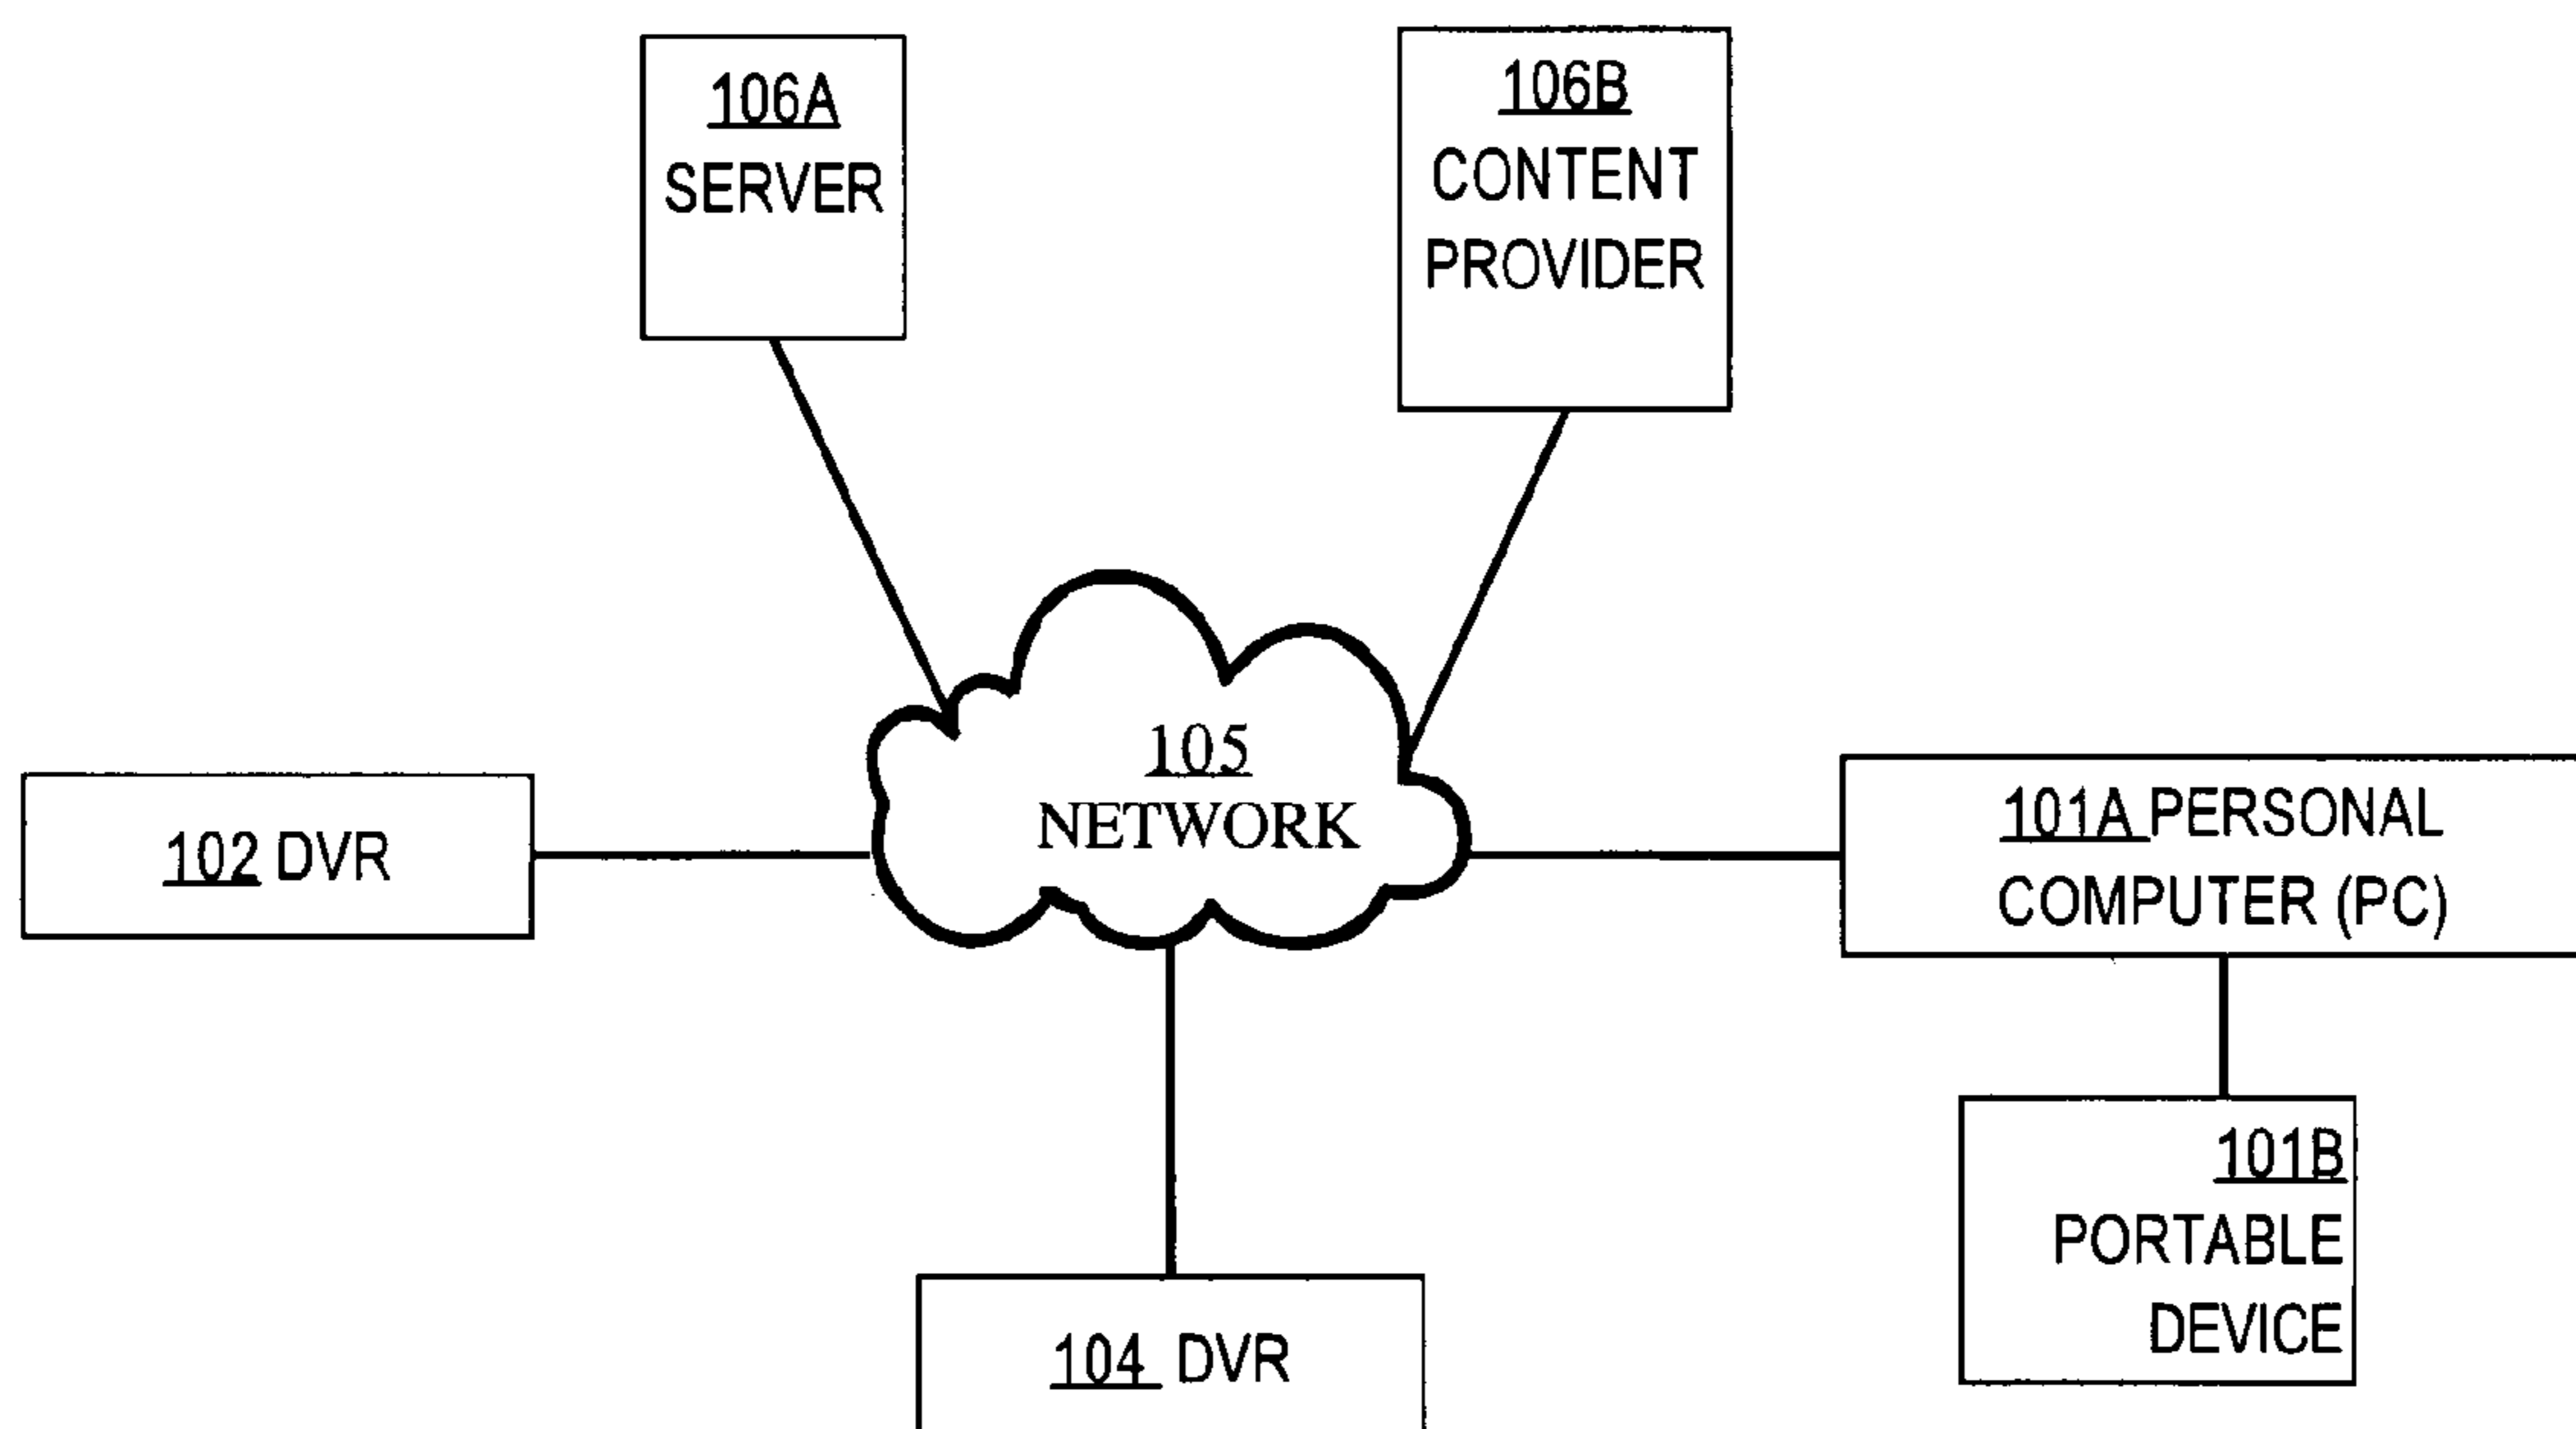 106A
SERVER
106B
CONTENT
PROVIDER
105
NETWORK
102 DVR
101A PERSONAL
COMPUTER (PC)
101B
PORTABLE
DEVICE
104 DVR